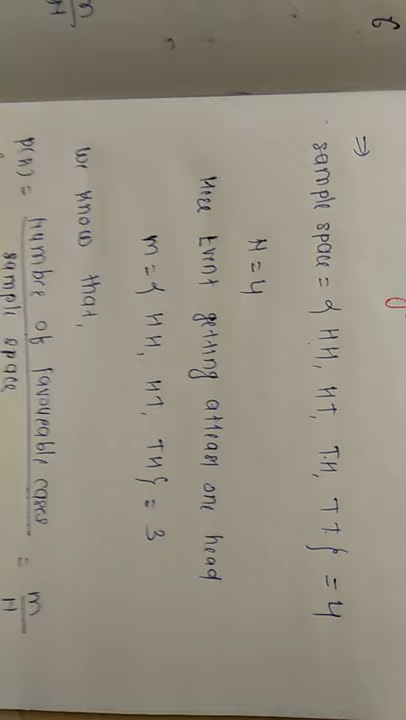 6
n
N
⇒
sample space = { HH, HT, TH, TT } = 4
N = 4
Here Event getting atleast one head
m = { HH, HT, TH } = 3
We know that,
P(A) = Numbre of favourable cases / sample space = m / N